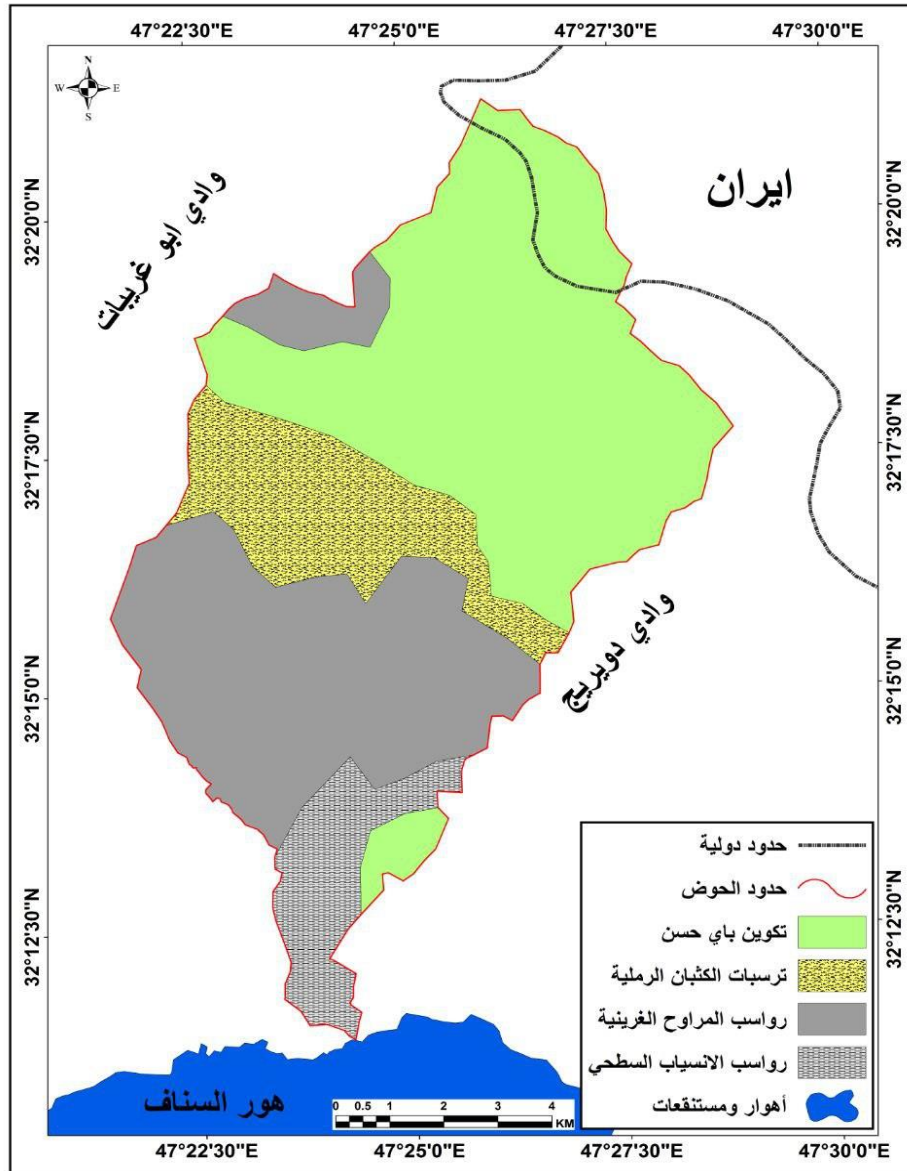 47°22'30"E 47°25'0"E 47°27'30"E 47°30'0"E
N
W E
S
ايران
وادي ابو غريبات
32°20'0"N
32°20'0"N
32°17'30"N
32°17'30"N
وادي دويريج
32°15'0"N
32°15'0"N
حدود دولية
حدود الحوض
تكوين باي حسن
ترسبات الكثبان الرملية
رواسب المراوح الغرينية
رواسب الانسياب السطحي
أهوار ومستنقعات
32°12'30"N
32°12'30"N
هور السناف
0 0.5 1 2 3 4
KM
47°22'30"E 47°25'0"E 47°27'30"E 47°30'0"E